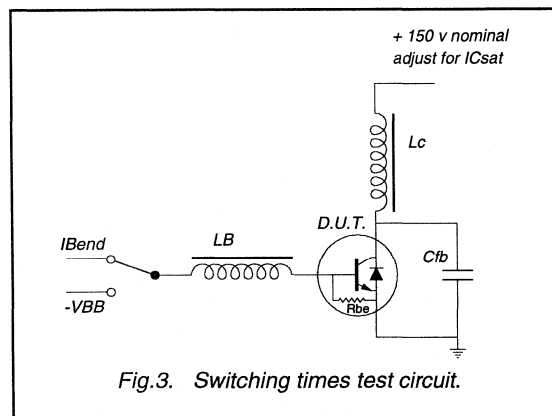 + 150 v nominal
adjust for ICsat
Lc
D.U.T.
LB
IBend
Cfb
-VBB
Rbe
Fig.3. Switching times test circuit.